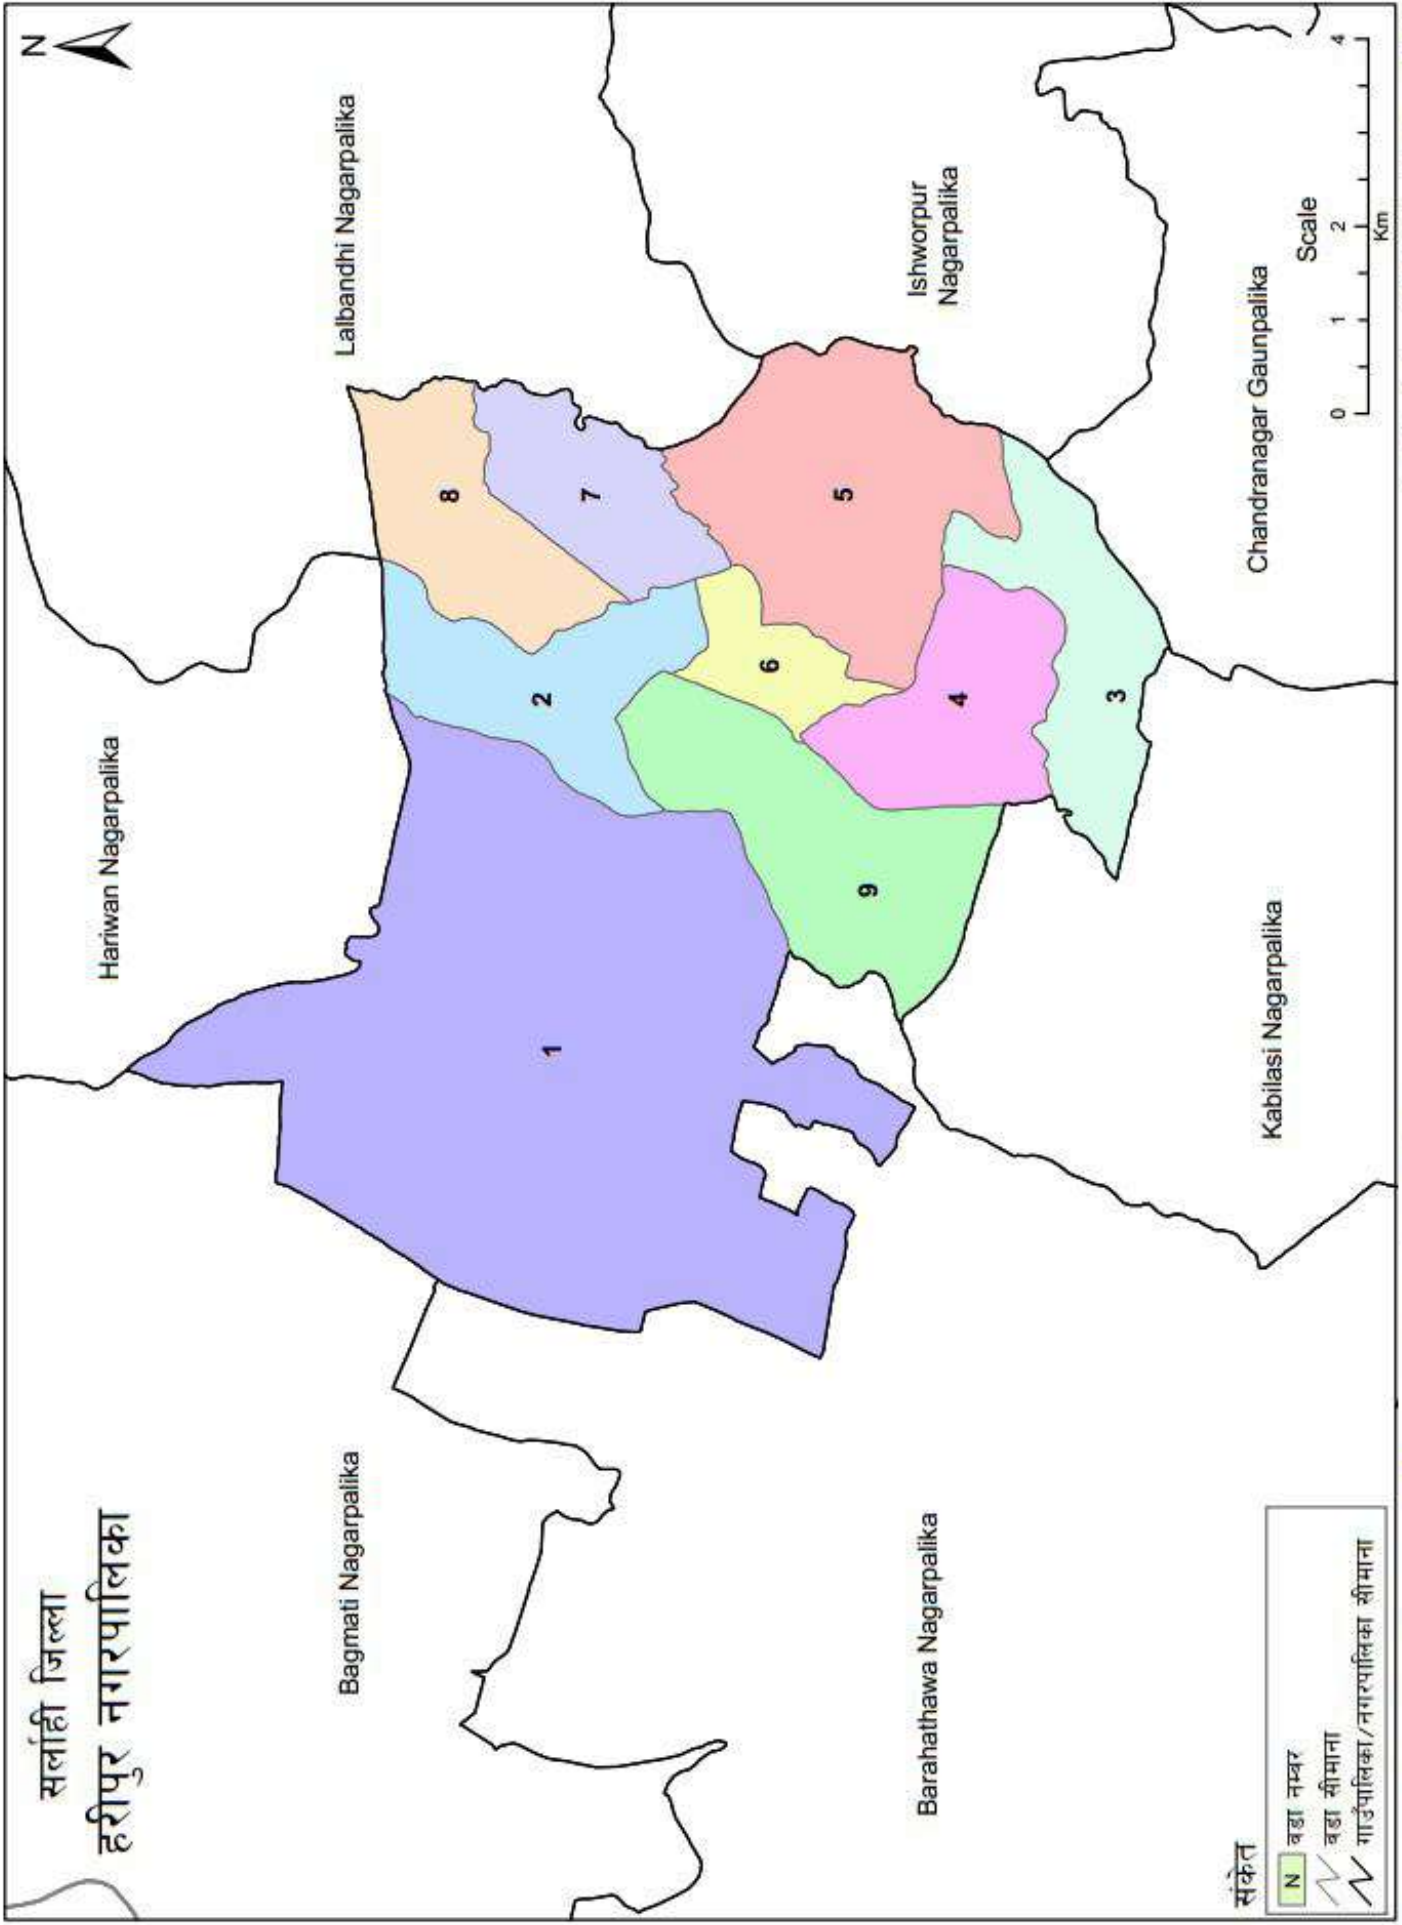 सर्लाही जिल्ला
हरीपुर नगरपालिका
N
Hariwan Nagarpalika
Lalbandhi Nagarpalika
Bagmati Nagarpalika
8
2
1
7
6
5
9
4
3
Ishworpur
Nagarpalika
Barahathawa Nagarpalika
Kabilasi Nagarpalika
Chandranagar Gaunpalika
संकेत
N वडा नम्बर
वडा सीमाना
गाउँपालिका/नगरपालिका सीमाना
Scale
0 1 2 4
Km